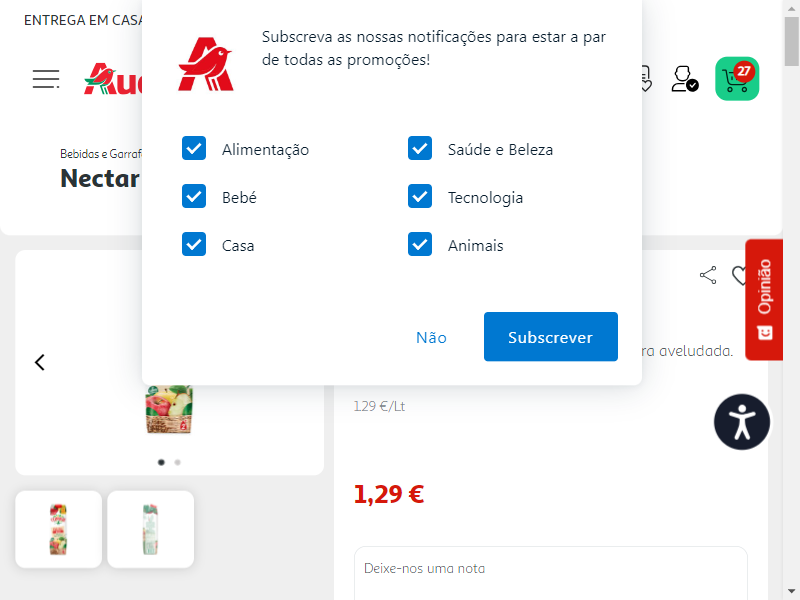 ENTREGA EM CASA
Subscreva as nossas notificações para estar a par
de todas as promoções!
27
Bebidas e Garraf
Nectar
Alimentação
Saúde e Beleza
Bebé
Tecnologia
Casa
Animais
Opinião
Não
Subscrever
ra aveludada.
1.29 €/Lt
1,29 €
Deixe-nos uma nota